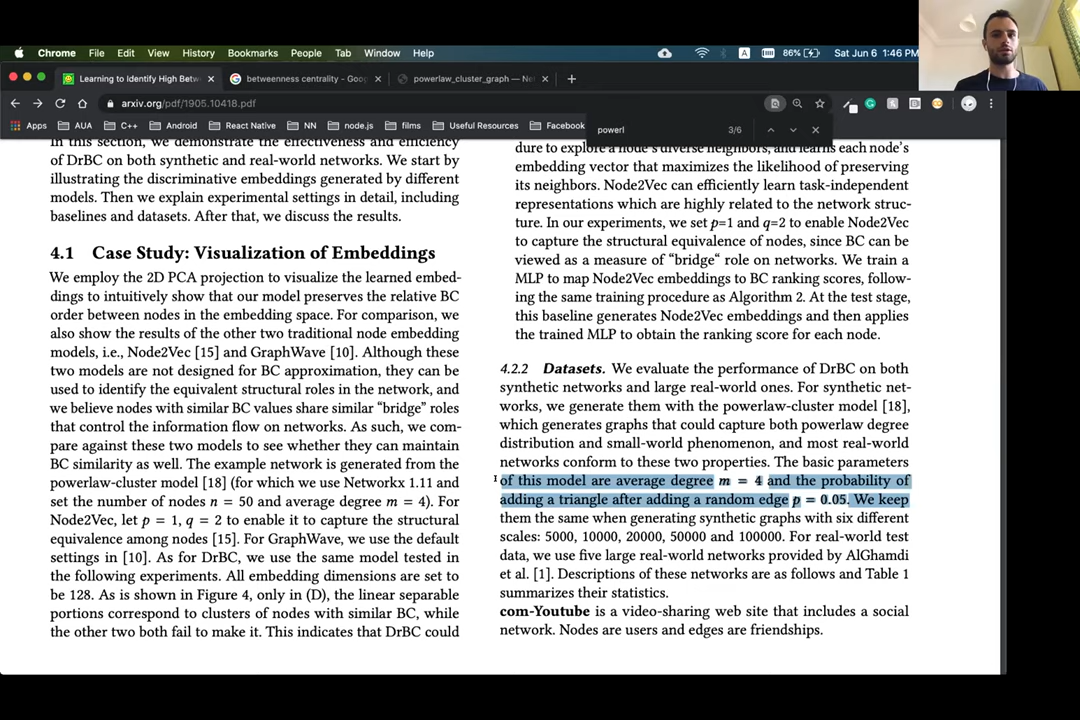 Chrome File Edit View History Bookmarks People Tab Window Help
A 86% Sat Jun 6 1:46 PM
Learning to Identify High Betw
betweenness centrality - Goog
powerlaw_cluster_graph — Ne
arxiv.org/pdf/1905.10418.pdf
Apps AUA C++ Android React Native NN node.js films Useful Resources Facebook
powerl 3/6
In this section, we demonstrate the effectiveness and efficiency
of DrBC on both synthetic and real-world networks. We start by
illustrating the discriminative embeddings generated by different
models. Then we explain experimental settings in detail, including
baselines and datasets. After that, we discuss the results.
4.1 Case Study: Visualization of Embeddings
We employ the 2D PCA projection to visualize the learned embed-
dings to intuitively show that our model preserves the relative BC
order between nodes in the embedding space. For comparison, we
also show the results of the other two traditional node embedding
models, i.e., Node2Vec [15] and GraphWave [10]. Although these
two models are not designed for BC approximation, they can be
used to identify the equivalent structural roles in the network, and
we believe nodes with similar BC values share similar “bridge” roles
that control the information flow on networks. As such, we com-
pare against these two models to see whether they can maintain
BC similarity as well. The example network is generated from the
powerlaw-cluster model [18] (for which we use Networkx 1.11 and
set the number of nodes n = 50 and average degree m = 4). For
Node2Vec, let p = 1, q = 2 to enable it to capture the structural
equivalence among nodes [15]. For GraphWave, we use the default
settings in [10]. As for DrBC, we use the same model tested in
the following experiments. All embedding dimensions are set to
be 128. As is shown in Figure 4, only in (D), the linear separable
portions correspond to clusters of nodes with similar BC, while
the other two both fail to make it. This indicates that DrBC could
dure to explore a node's diverse neighbors, and learns each node's
embedding vector that maximizes the likelihood of preserving
its neighbors. Node2Vec can efficiently learn task-independent
representations which are highly related to the network struc-
ture. In our experiments, we set p=1 and q=2 to enable Node2Vec
to capture the structural equivalence of nodes, since BC can be
viewed as a measure of “bridge“ role on networks. We train a
MLP to map Node2Vec embeddings to BC ranking scores, follow-
ing the same training procedure as Algorithm 2. At the test stage,
this baseline generates Node2Vec embeddings and then applies
the trained MLP to obtain the ranking score for each node.
4.2.2 Datasets. We evaluate the performance of DrBC on both
synthetic networks and large real-world ones. For synthetic net-
works, we generate them with the powerlaw-cluster model [18],
which generates graphs that could capture both powerlaw degree
distribution and small-world phenomenon, and most real-world
networks conform to these two properties. The basic parameters
of this model are average degree m = 4 and the probability of
adding a triangle after adding a random edge p = 0.05. We keep
them the same when generating synthetic graphs with six different
scales: 5000, 10000, 20000, 50000 and 100000. For real-world test
data, we use five large real-world networks provided by AlGhamdi
et al. [1]. Descriptions of these networks are as follows and Table 1
summarizes their statistics.
com-Youtube is a video-sharing web site that includes a social
network. Nodes are users and edges are friendships.